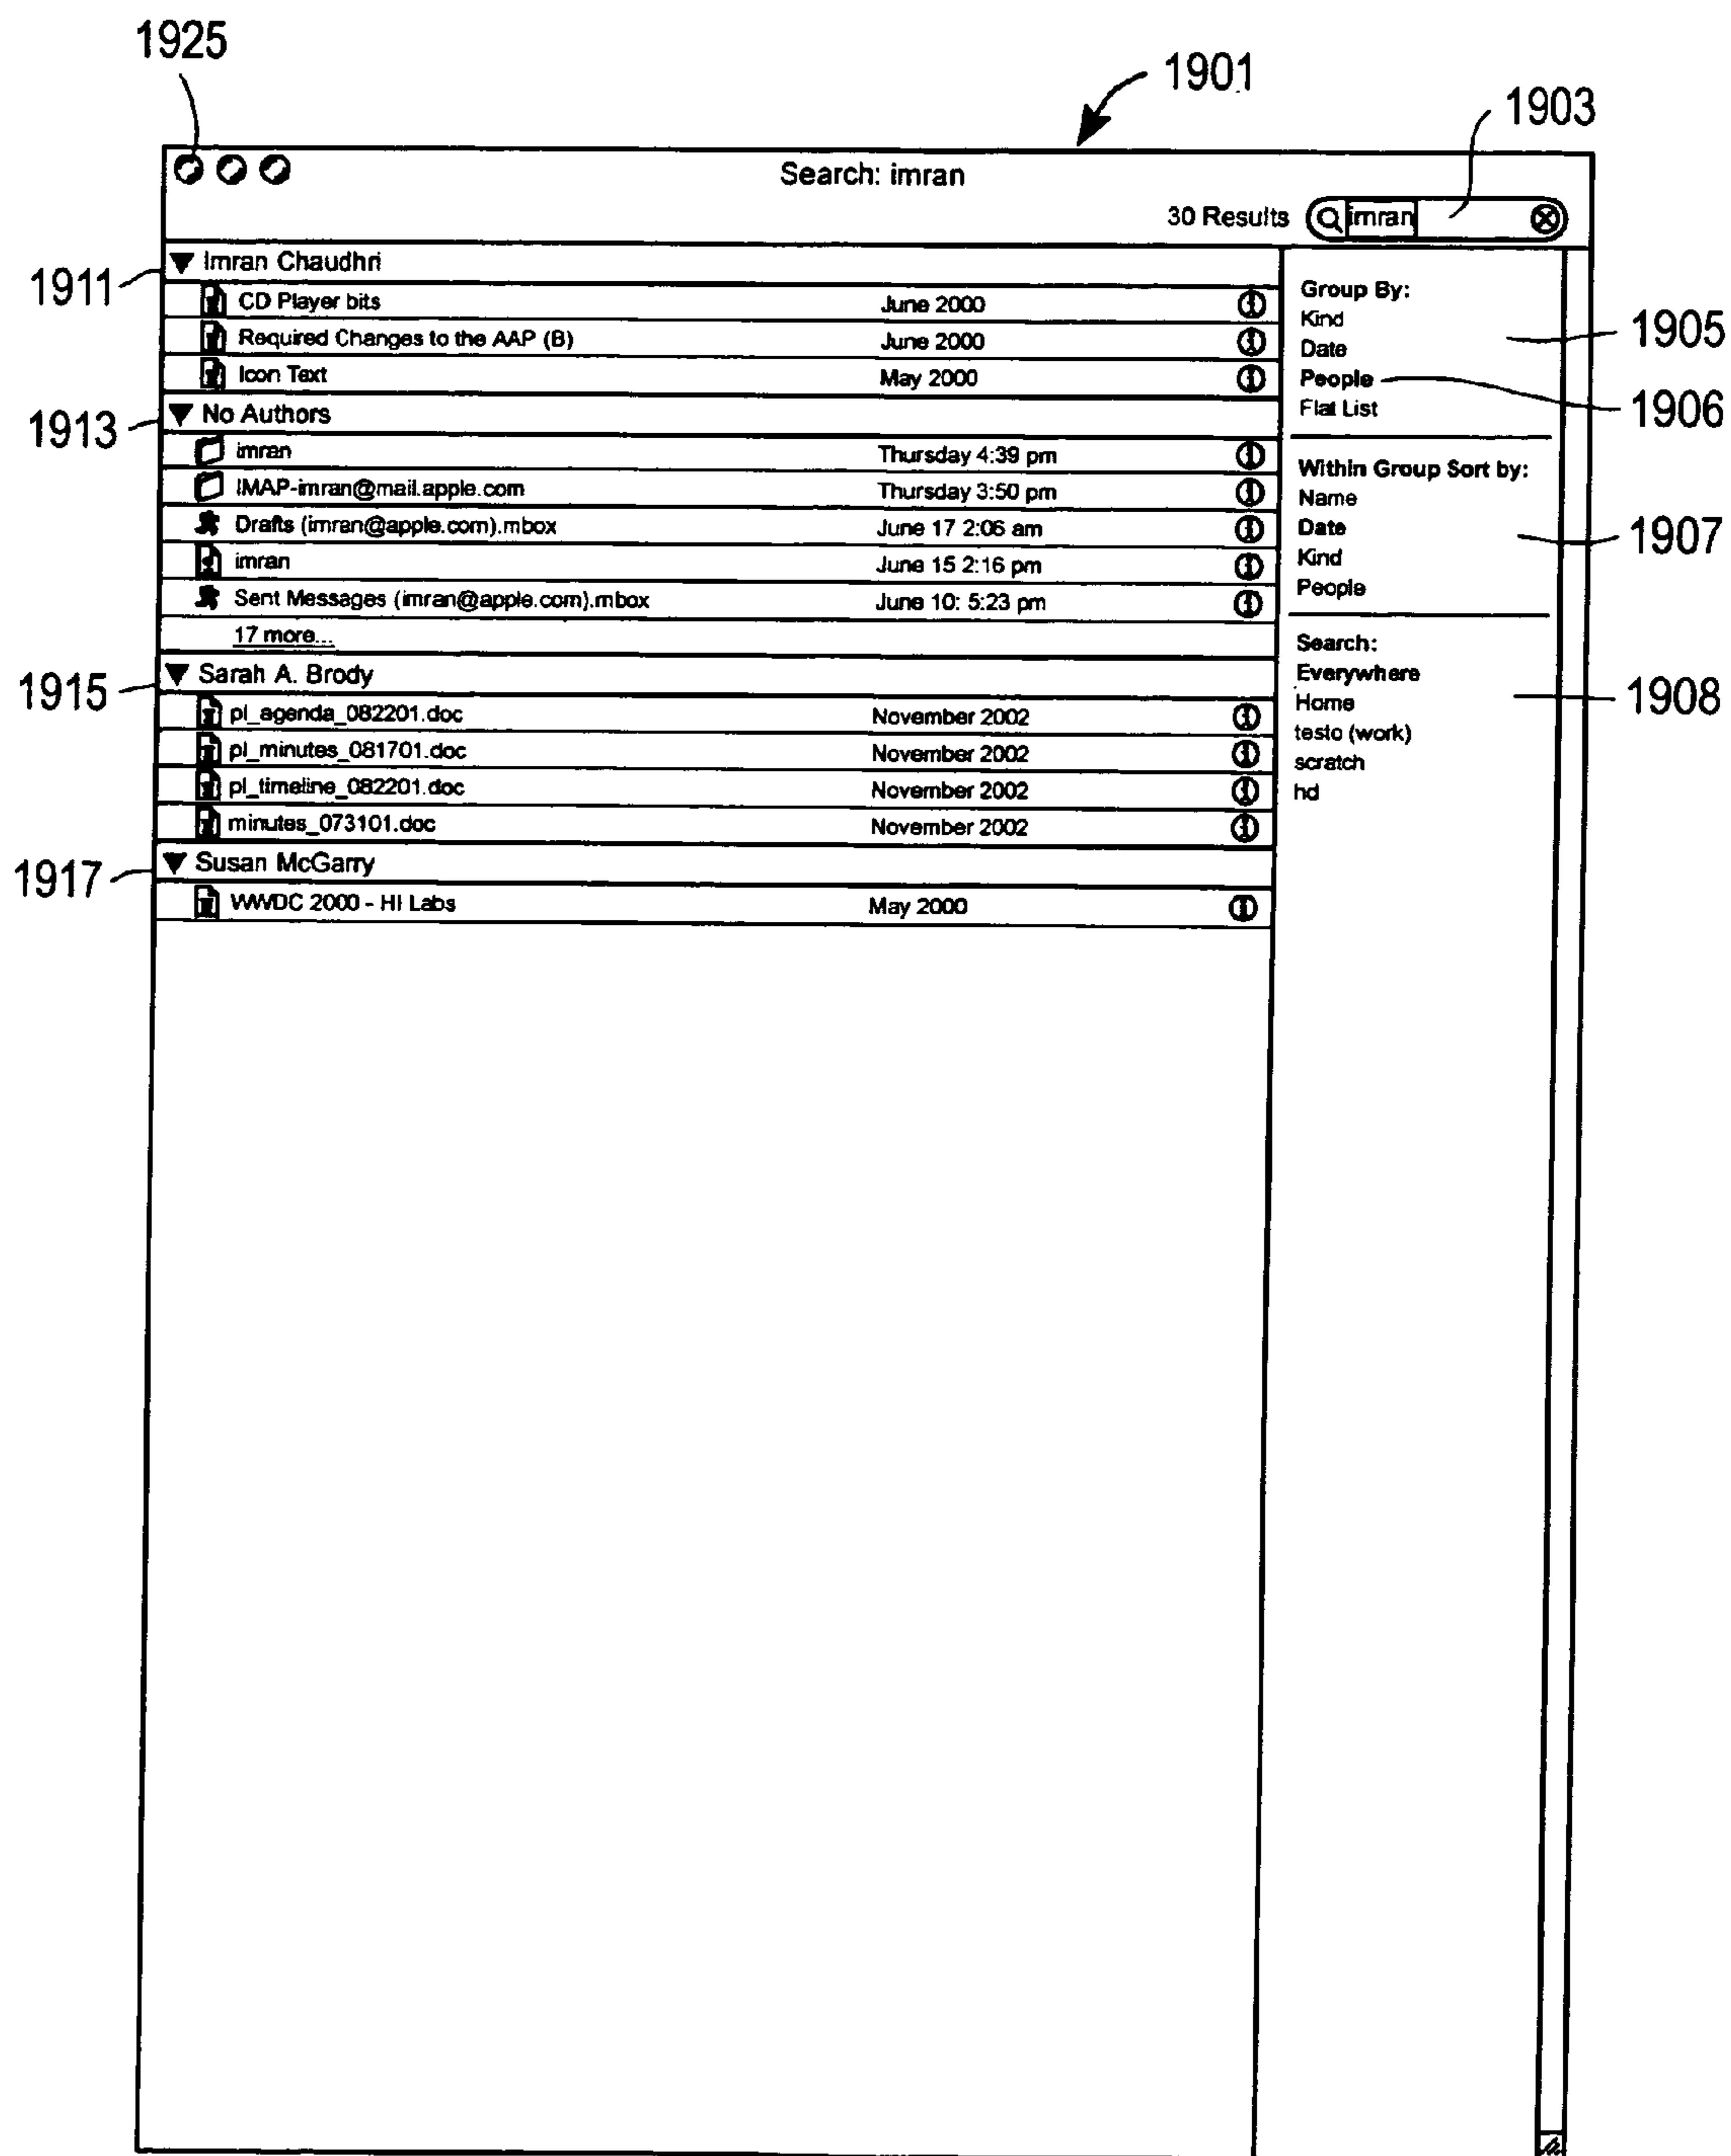 1925
1901
1903
Search: imran
30 Results imran
1911
Imran Chaudhri
CD Player bits June 2000
Required Changes to the AAP (B) June 2000
Icon Text May 2000
1913
No Authors
imran Thursday 4:39 pm
IMAP-imran@mail.apple.com Thursday 3:50 pm
Drafts (imran@apple.com).mbox June 17 2:06 am
imran June 15 2:16 pm
Sent Messages (imran@apple.com).mbox June 10: 5:23 pm
17 more...
1915
Sarah A. Brody
pl_agenda_082201.doc November 2002
pl_minutes_081701.doc November 2002
pl_timeline_082201.doc November 2002
minutes_073101.doc November 2002
1917
Susan McGarry
WWDC 2000 - HI Labs May 2000
Group By:
Kind
Date
People
Flat List
1905
1906
Within Group Sort by:
Name
Date
Kind
People
1907
Search:
Everywhere
Home
testo (work)
scratch
hd
1908